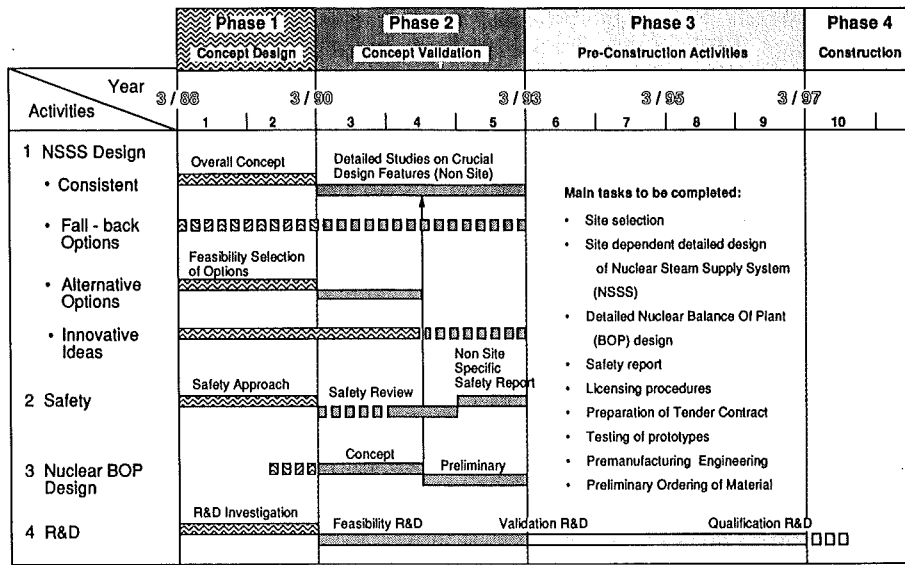 Phase 1
Concept Design
Phase 2
Concept Validation
Phase 3
Pre-Construction Activities
Phase 4
Construction
Year
Activities
3 / 88
3 / 90
3 / 93
3 / 95
3 / 97
1 2 3 4 5 6 7 8 9 10
1 NSSS Design
• Consistent
Overall Concept
Detailed Studies on Crucial
Design Features (Non Site)
• Fall - back
Options
Feasibility Selection
of Options
• Alternative
Options
• Innovative
Ideas
Non Site
Specific
Safety Report
2 Safety
Safety Approach
Safety Review
3 Nuclear BOP
Design
Concept
Preliminary
4 R&D
R&D Investigation
Feasibility R&D
Validation R&D
Qualification R&D
Main tasks to be completed:
• Site selection
• Site dependent detailed design
of Nuclear Steam Supply System
(NSSS)
• Detailed Nuclear Balance Of Plant
(BOP) design
• Safety report
• Licensing procedures
• Preparation of Tender Contract
• Testing of prototypes
• Premanufacturing Engineering
• Preliminary Ordering of Material